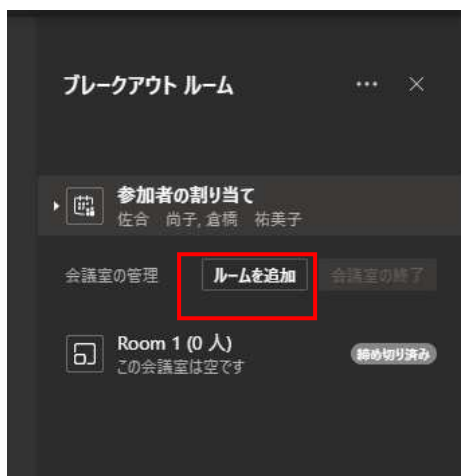 ブレークアウト ルーム
参加者の割り当て
佐合 尚子, 倉橋 祐美子
会議室の管理 ルームを追加 会議室の終了
Room 1 (0 人)
この会議室は空です 締め切り済み